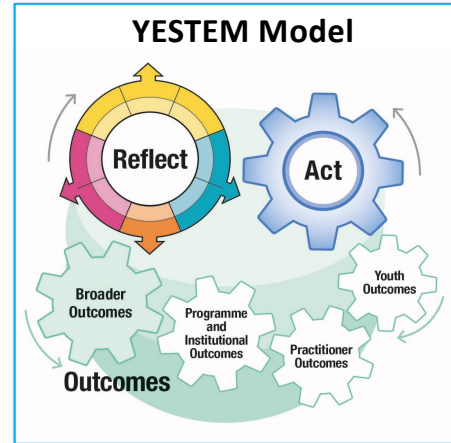 YESTEM Model
Reflect
Act
Broader
Outcomes
Programme
and
Institutional
Outcomes
Practitioner
Outcomes
Youth
Outcomes
Outcomes